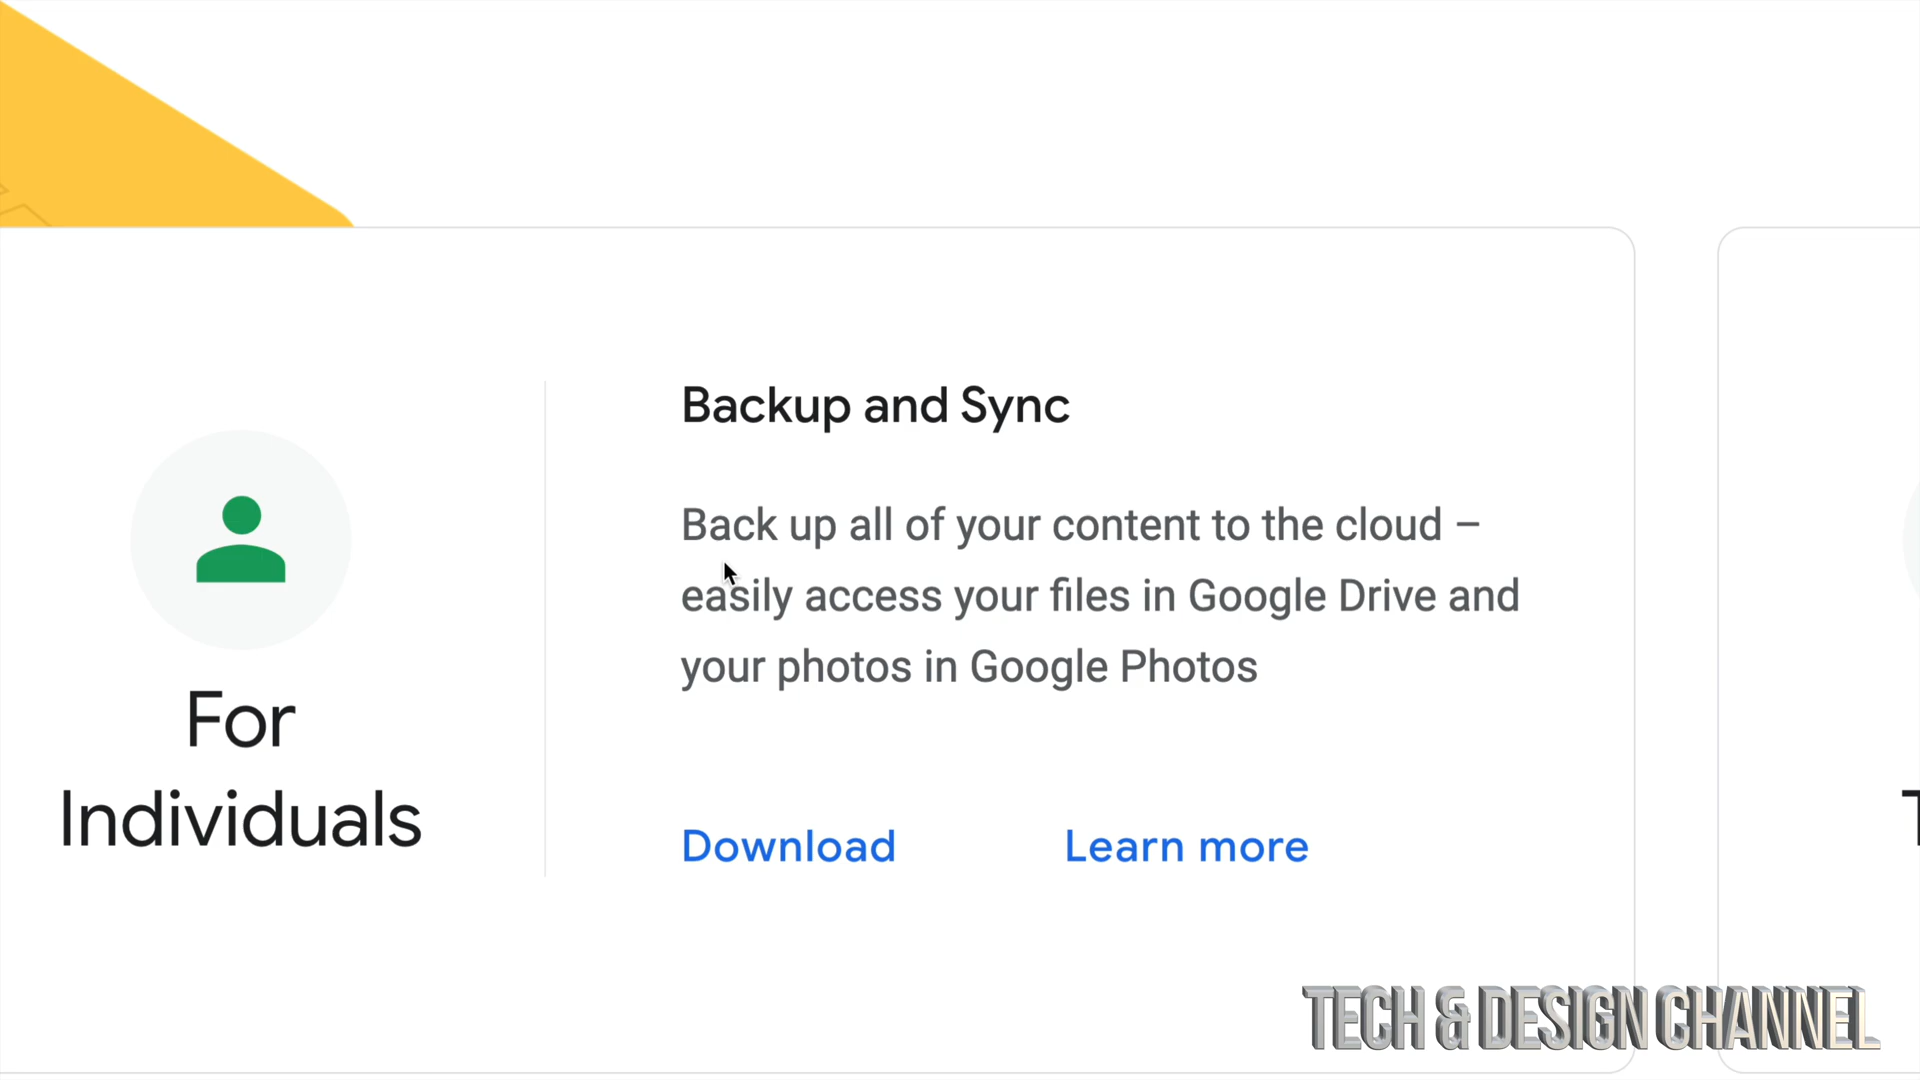 For
Individuals
Backup and Sync
Back up all of your content to the cloud –
easily access your files in Google Drive and
your photos in Google Photos
Download
Learn more
TECH & DESIGN CHANNEL